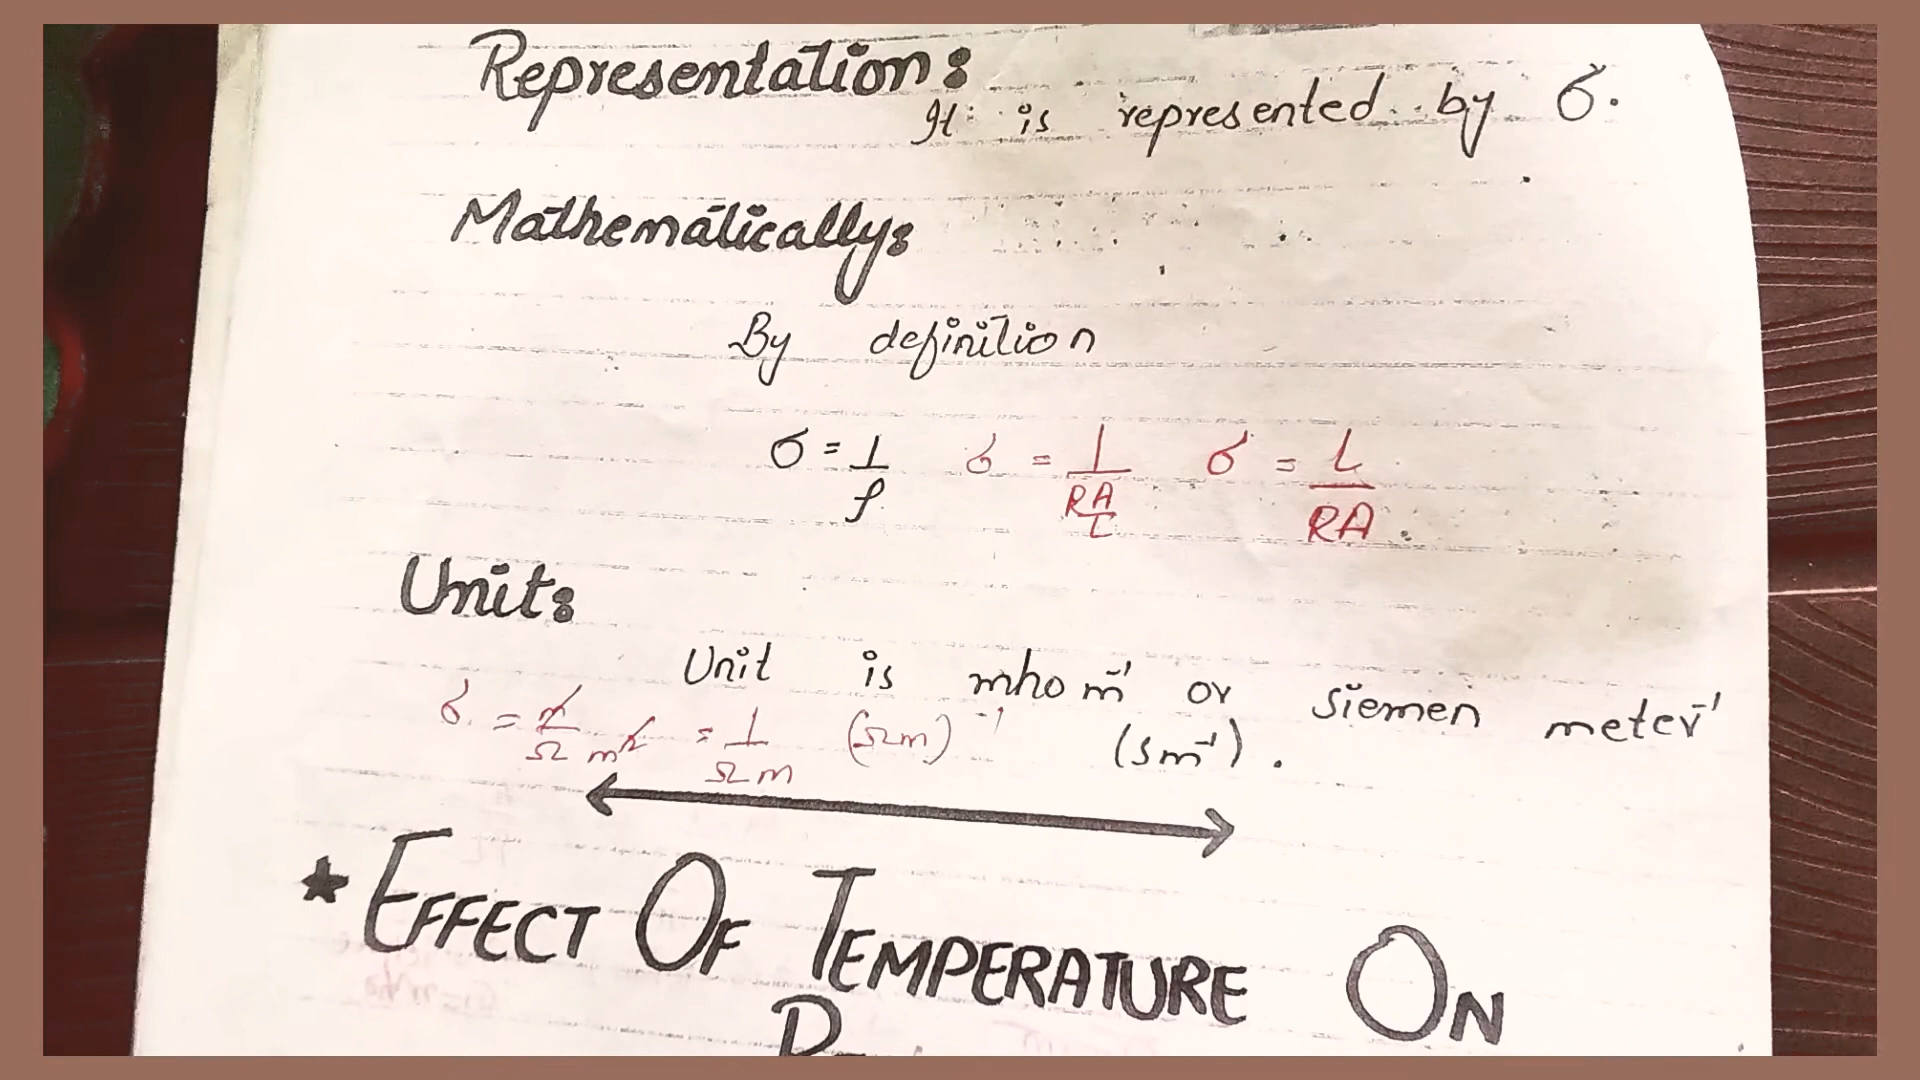 Representation:
It is represented by σ.
Mathematically:
By definition
σ = 1/ρ σ = 1/(RA/L) σ = L/RA.
Unit:
Unit is mho m⁻¹ or siemen meter⁻¹
σ = m/Ωm² = 1/Ωm (Ωm)⁻¹ (Sm⁻¹).
★ EFFECT OF TEMPERATURE ON